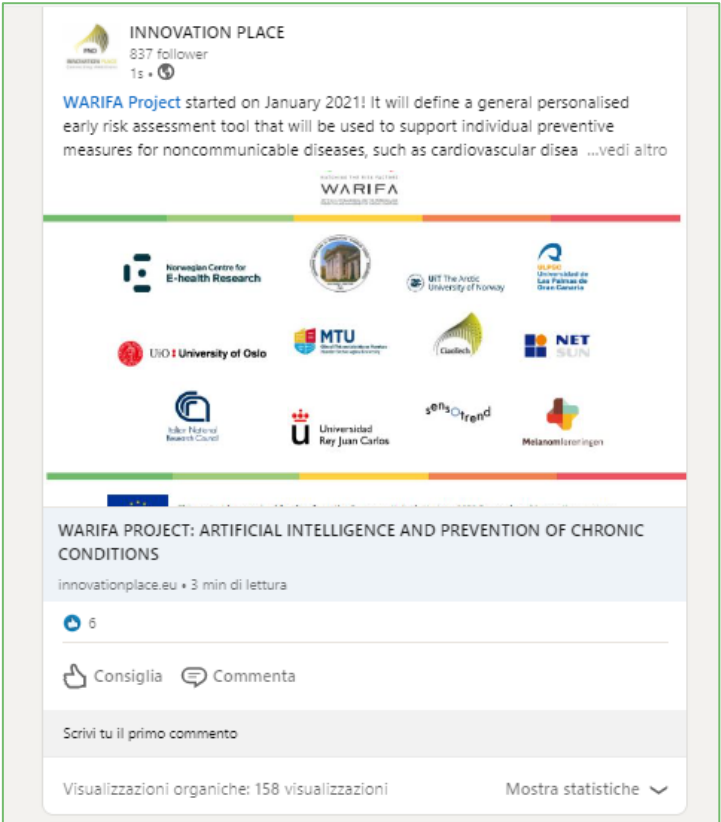 INNOVATION PLACE
837 follower
1s •
WARIFA Project started on January 2021! It will define a general personalised
early risk assessment tool that will be used to support individual preventive
measures for noncommunicable diseases, such as cardiovascular disea ...vedi altro
WARIFA
Norwegian Centre for
E-health Research
UiT The Arctic
University of Norway
ULPGC
Universidad de
Las Palmas de
Gran Canaria
UiO University of Oslo
MTU
CiaoTech
NET
SUN
Italian National
Research Council
Universidad
Rey Juan Carlos
sensotrend
Melanomforeningen
WARIFA PROJECT: ARTIFICIAL INTELLIGENCE AND PREVENTION OF CHRONIC
CONDITIONS
innovationplace.eu • 3 min di lettura
6
Consiglia Commenta
Scrivi tu il primo commento
Visualizzazioni organiche: 158 visualizzazioni Mostra statistiche